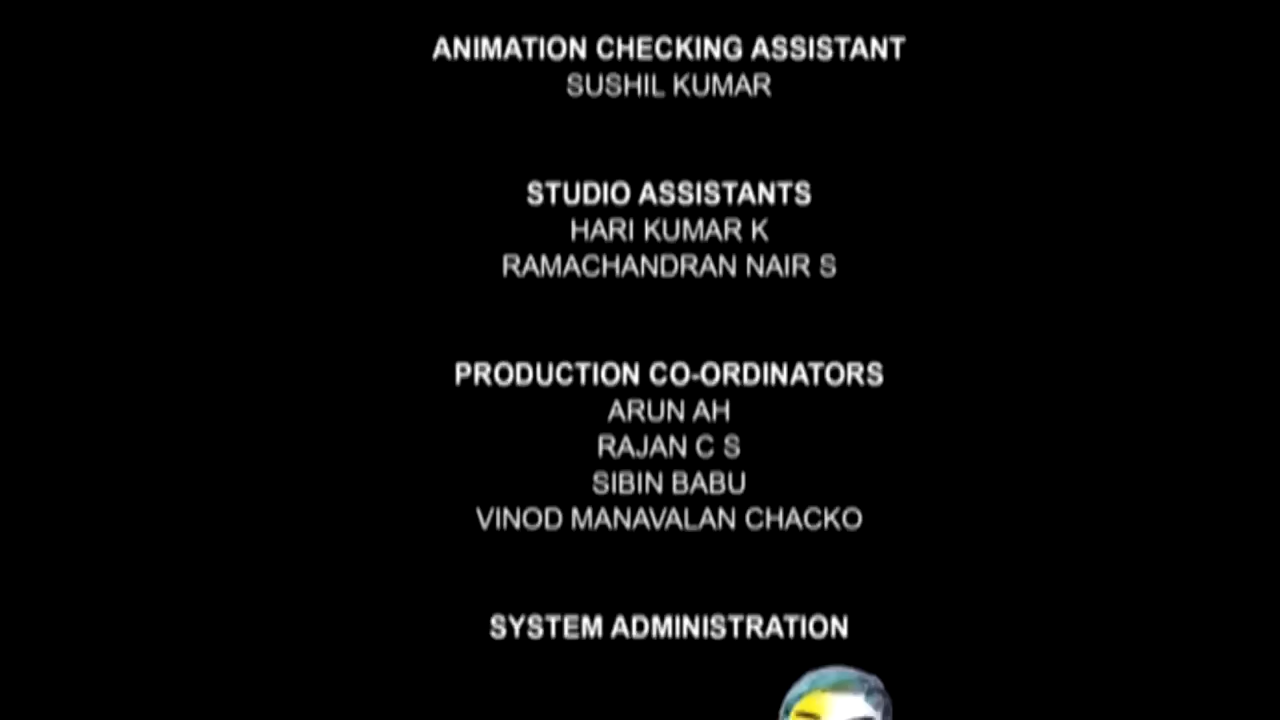 ANIMATION CHECKING ASSISTANT
SUSHIL KUMAR
STUDIO ASSISTANTS
HARI KUMAR K
RAMACHANDRAN NAIR S
PRODUCTION CO-ORDINATORS
ARUN AH
RAJAN C S
SIBIN BABU
VINOD MANAVALAN CHACKO
SYSTEM ADMINISTRATION